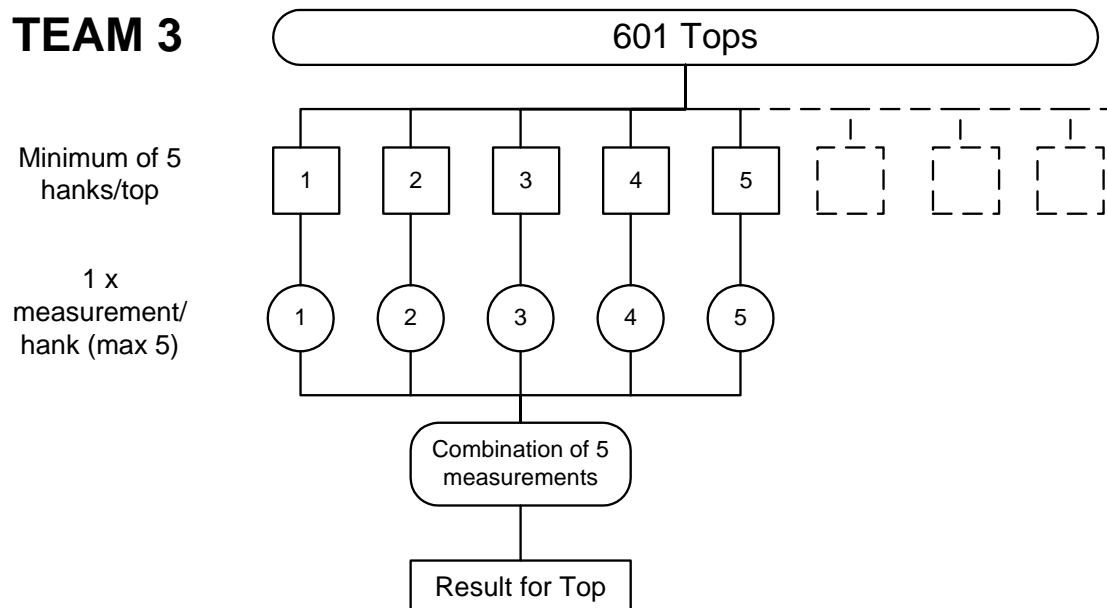 TEAM 3
601 Tops
Minimum of 5
hanks/top
1 2 3 4 5
1 x
measurement/
hank (max 5)
1 2 3 4 5
Combination of 5
measurements
Result for Top